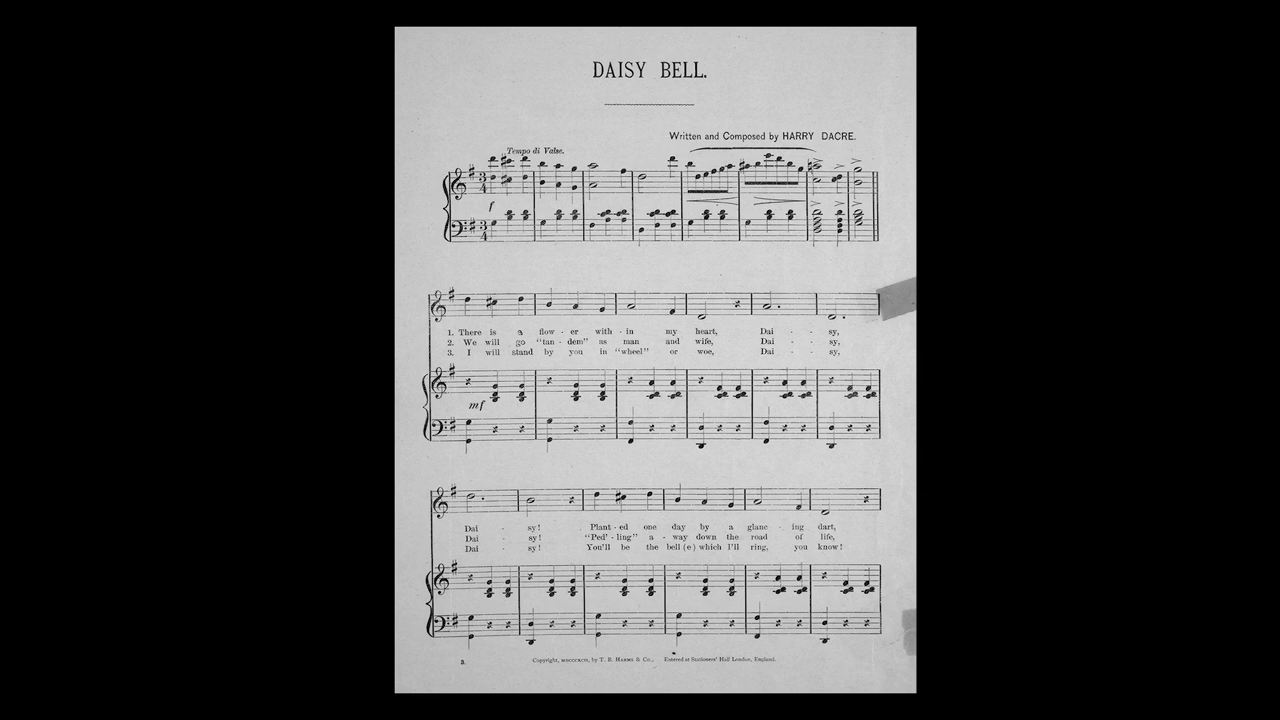 DAISY BELL.
Written and Composed by HARRY DACRE.
Tempo di Valse.
f
1. There is a flow - er with - in my heart, Dai - - sy,
2. We will go "tan - dem" as man and wife, Dai - - sy,
3. I will stand by you in "wheel" or woe, Dai - - sy,
mf
Dai - sy! Plant - ed one day by a glanc - ing dart,
Dai - sy! "Ped' - ling" a - way down the road of life,
Dai - sy! You'll be the bell(e) which I'll ring, you know!
3.
Copyright, MDCCCXCII, by T. B. HARMS & Co., Entered at Stationers' Hall London, England.